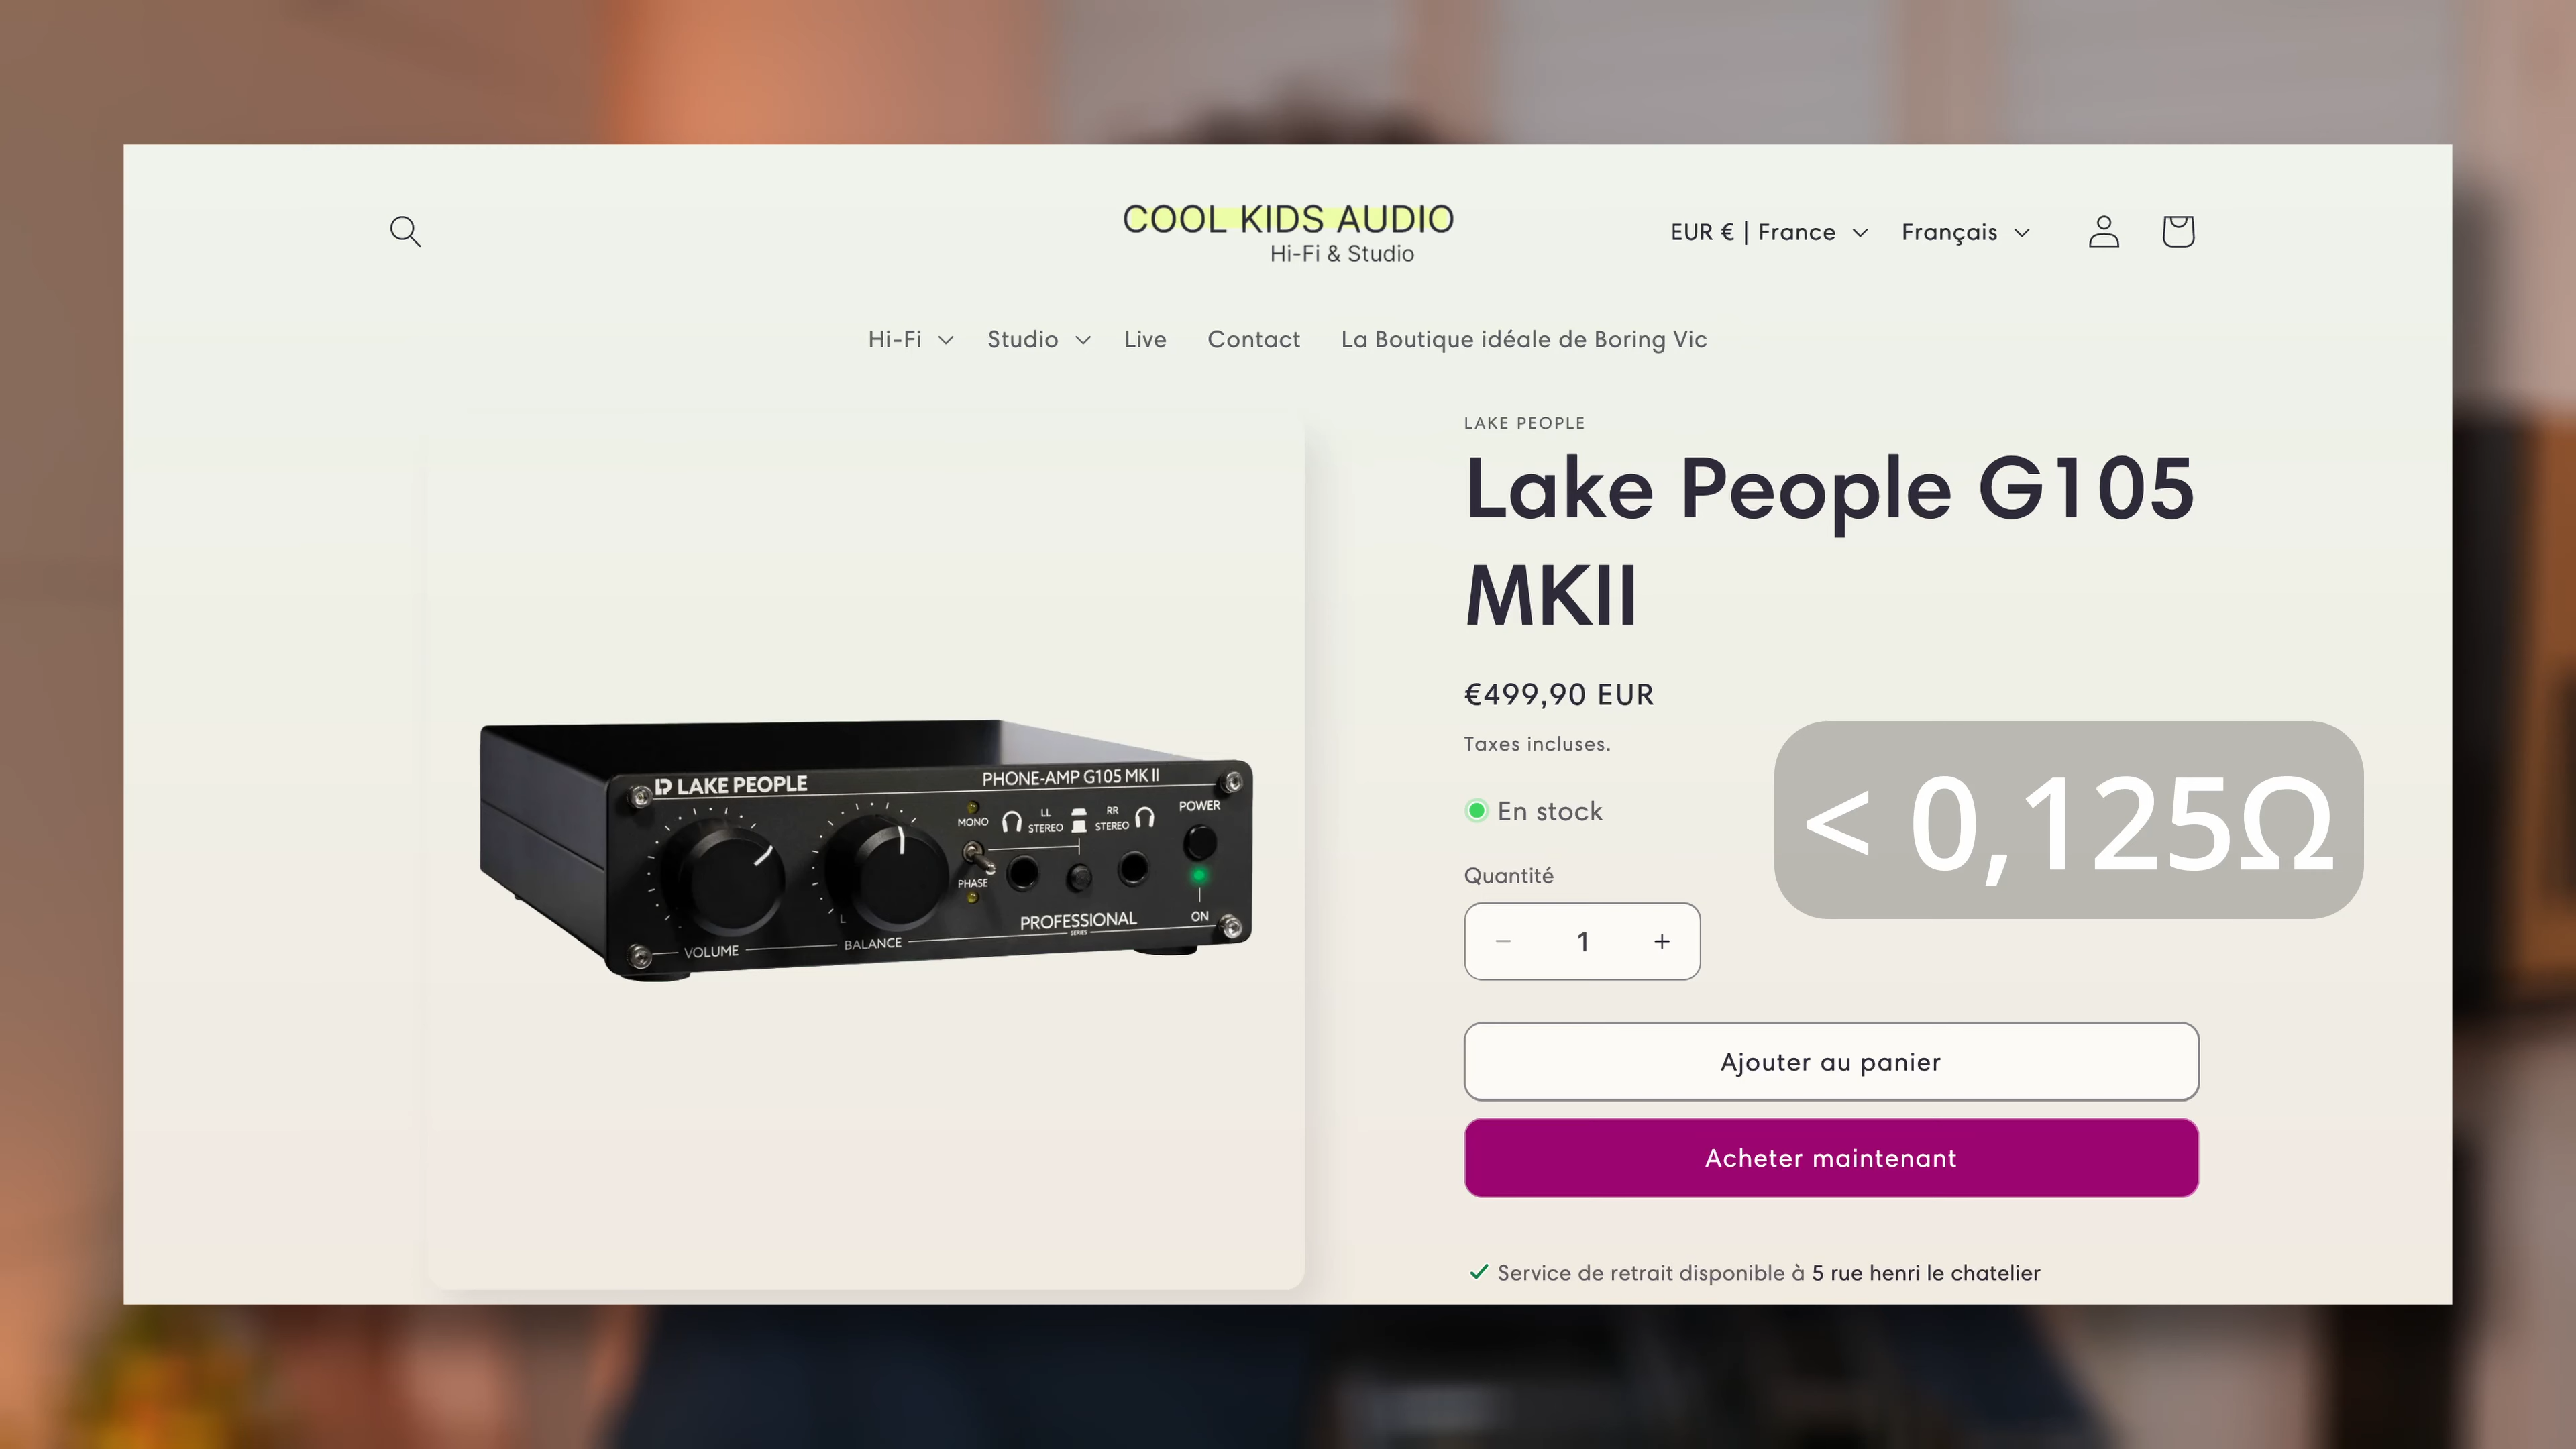 COOL KIDS AUDIO
Hi-Fi & Studio
EUR € | France
Français
Hi-Fi
Studio
Live
Contact
La Boutique idéale de Boring Vic
LAKE PEOPLE
Lake People G105
MKII
€499,90 EUR
Taxes incluses.
< 0,125Ω
En stock
Quantité
1
Ajouter au panier
Acheter maintenant
Service de retrait disponible à 5 rue henri le chatelier
LAKE PEOPLE
PHONE-AMP G105 MK II
MONO
LL
STEREO
RR
STEREO
POWER
PHASE
L
VOLUME
BALANCE
PROFESSIONAL
SERIES
ON